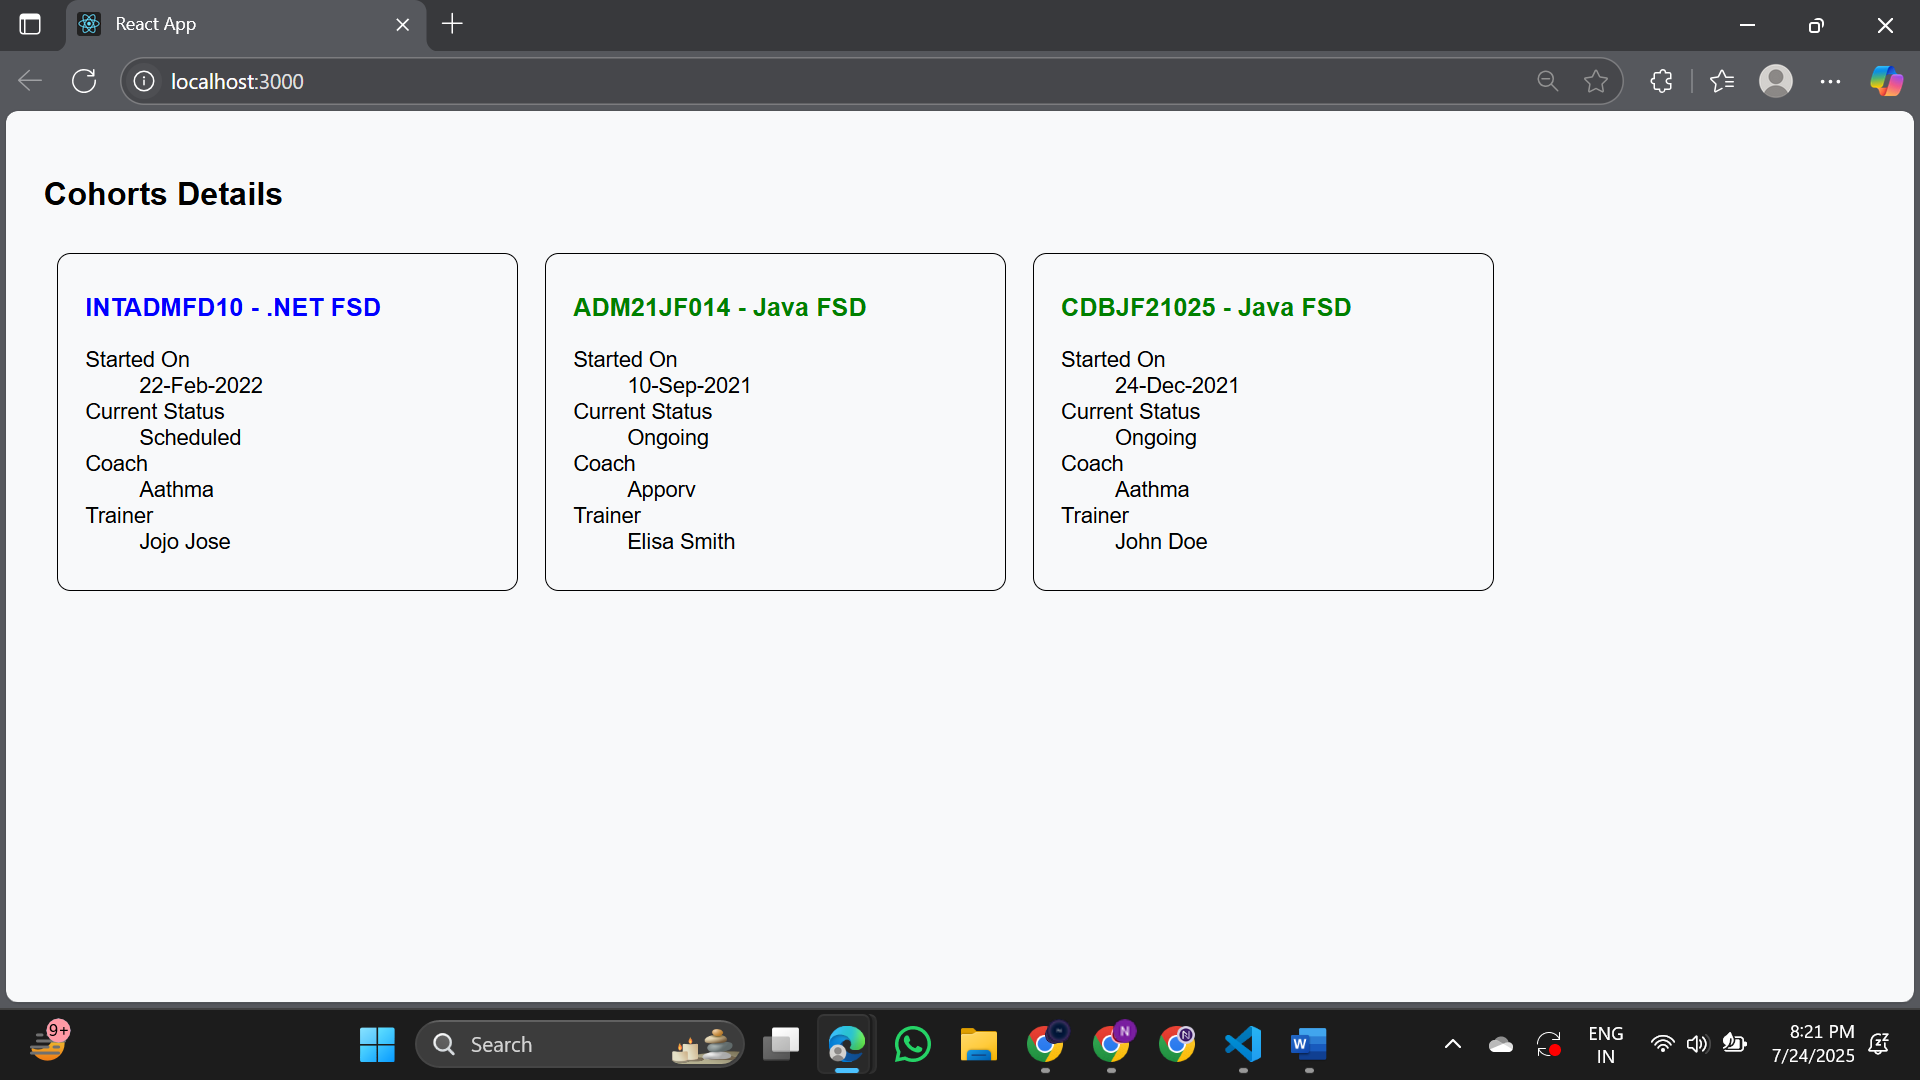 React App
localhost:3000
Cohorts Details
INTADMFD10 - .NET FSD
Started On
22-Feb-2022
Current Status
Scheduled
Coach
Aathma
Trainer
Jojo Jose
ADM21JF014 - Java FSD
Started On
10-Sep-2021
Current Status
Ongoing
Coach
Apporv
Trainer
Elisa Smith
CDBJF21025 - Java FSD
Started On
24-Dec-2021
Current Status
Ongoing
Coach
Aathma
Trainer
John Doe
9+
Search
N
N
W
ENG
IN
8:21 PM
7/24/2025